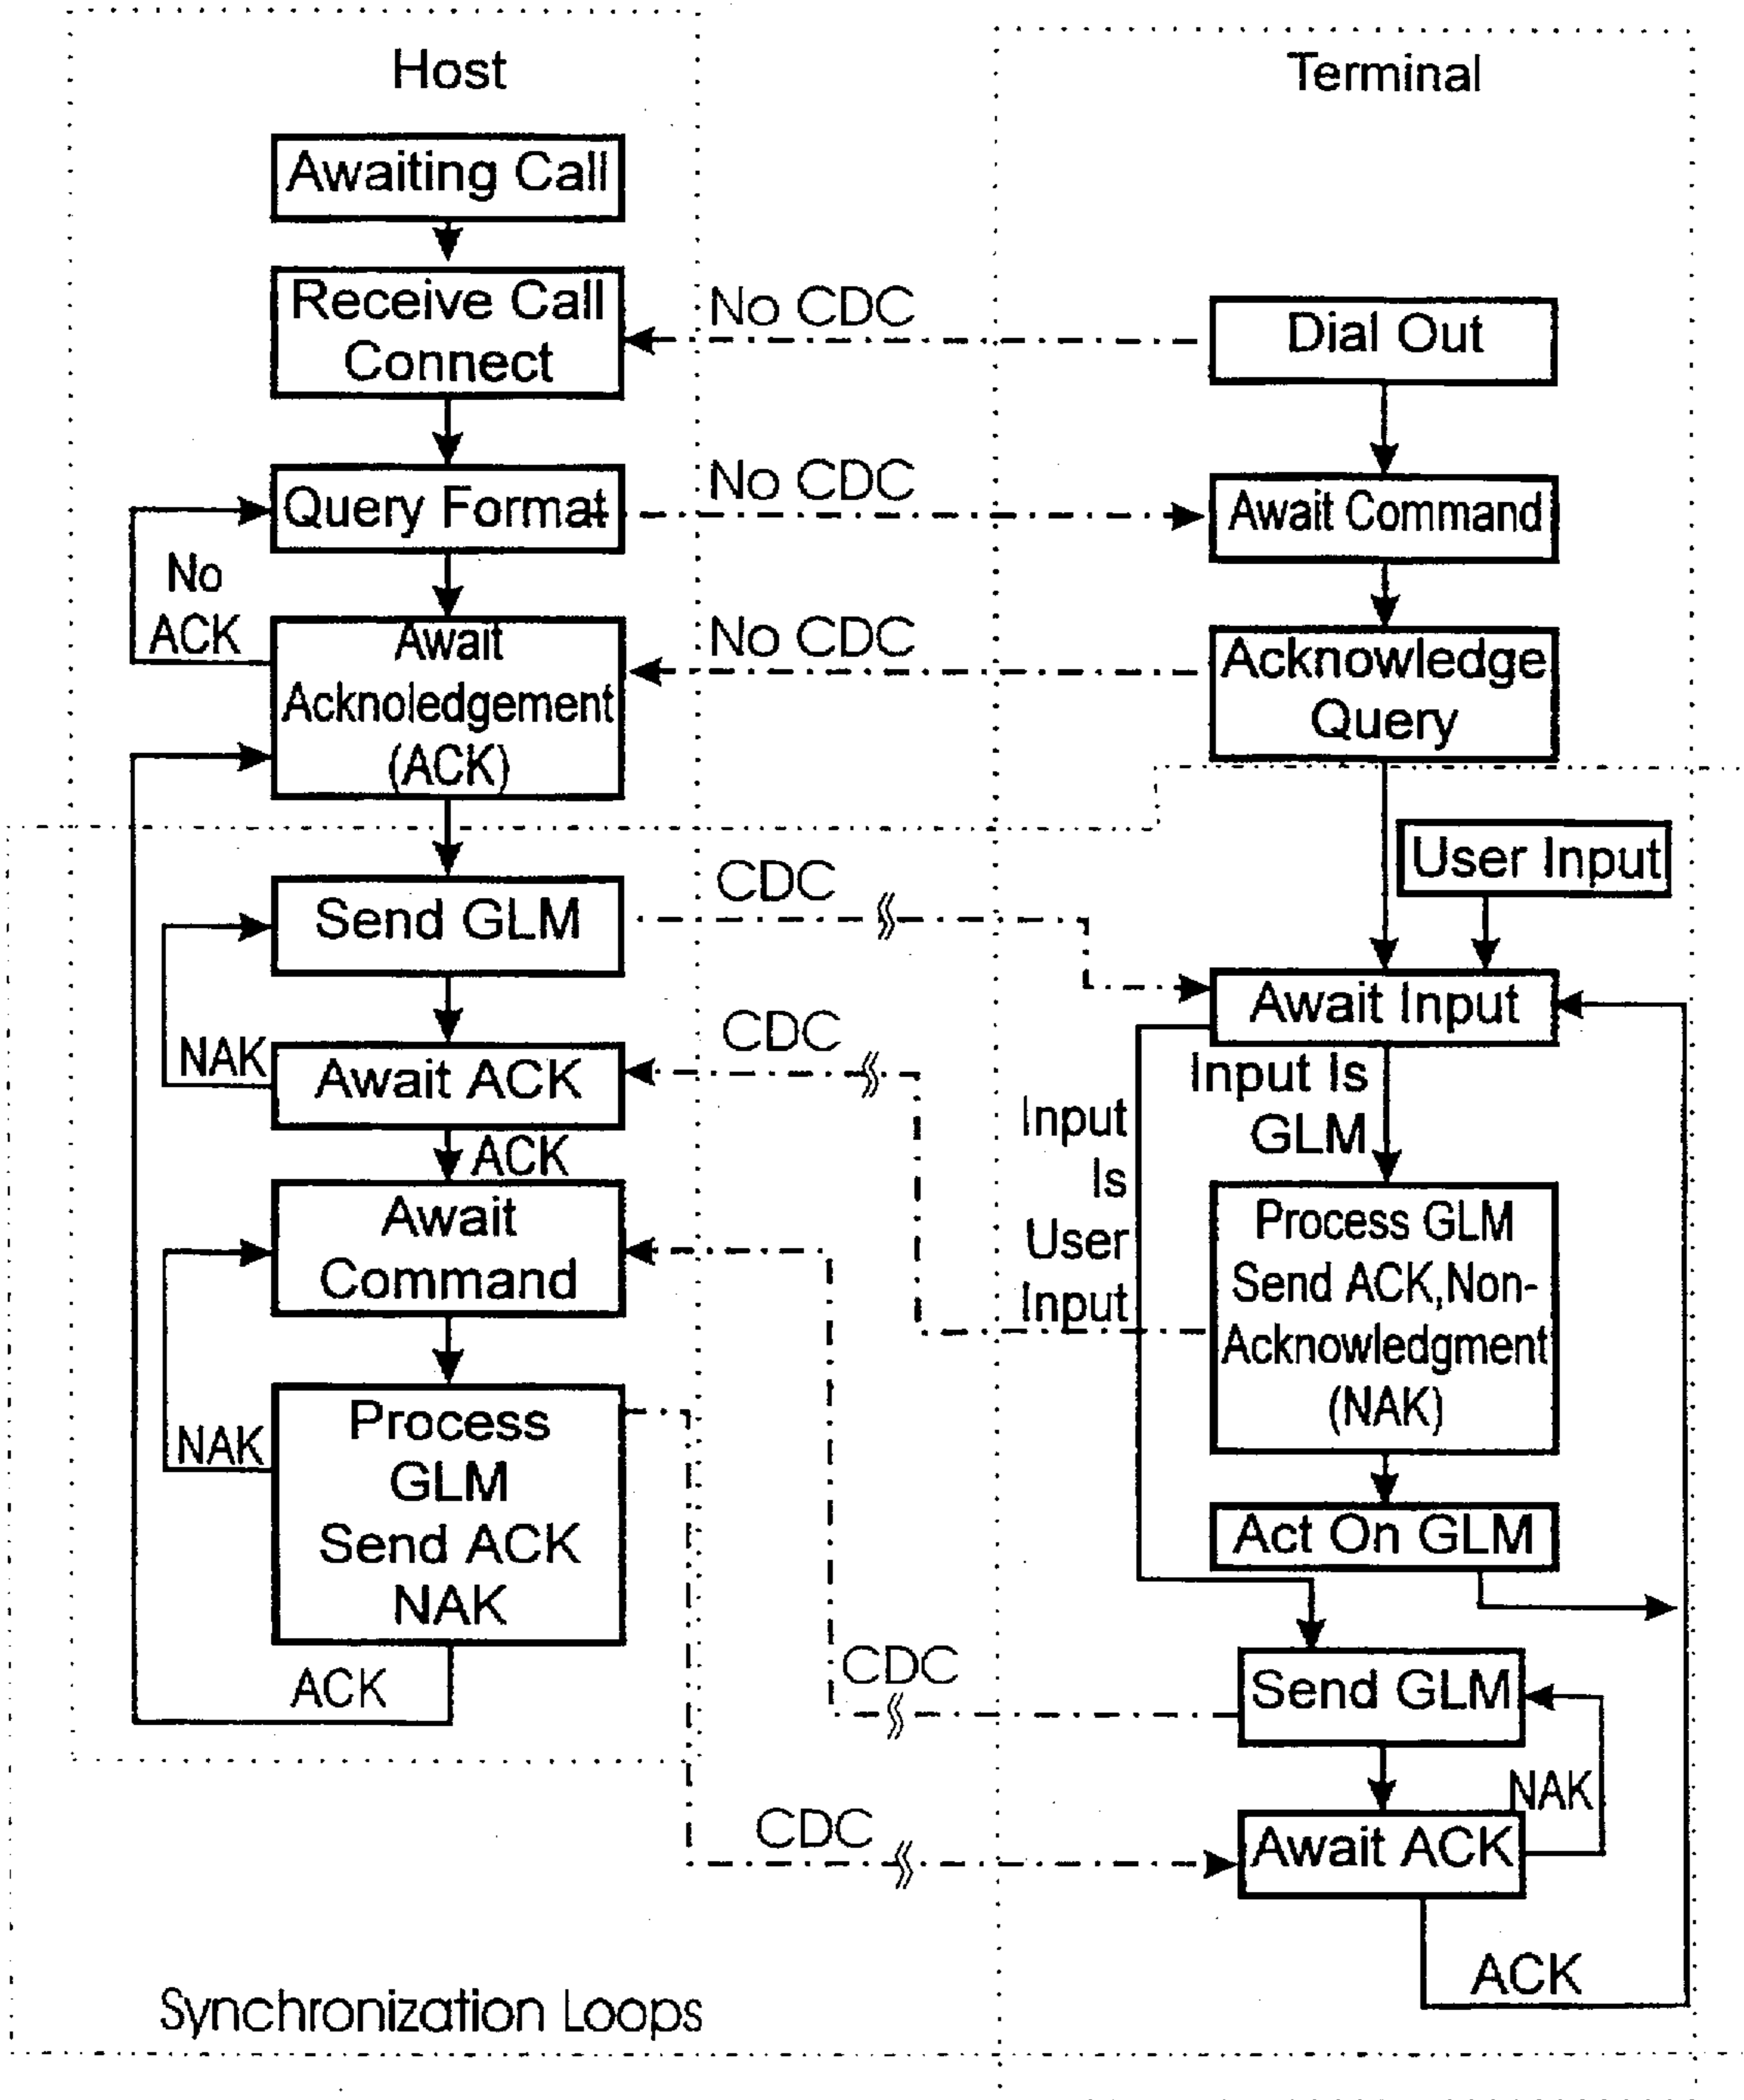 Host
Terminal
Awaiting Call
Receive Call
Connect
No CDC
Dial Out
Query Format
No CDC
Await Command
No
ACK
Await
Acknoledgement
(ACK)
No CDC
Acknowledge
Query
User Input
Send GLM
CDC
Await Input
NAK
Await ACK
CDC
Input Is
GLM
Input
Is
User
Input
ACK
Await
Command
Process GLM
Send ACK,Non-
Acknowledgment
(NAK)
NAK
Process
GLM
Send ACK
NAK
Act On GLM
ACK
CDC
Send GLM
NAK
CDC
Await ACK
ACK
Synchronization Loops